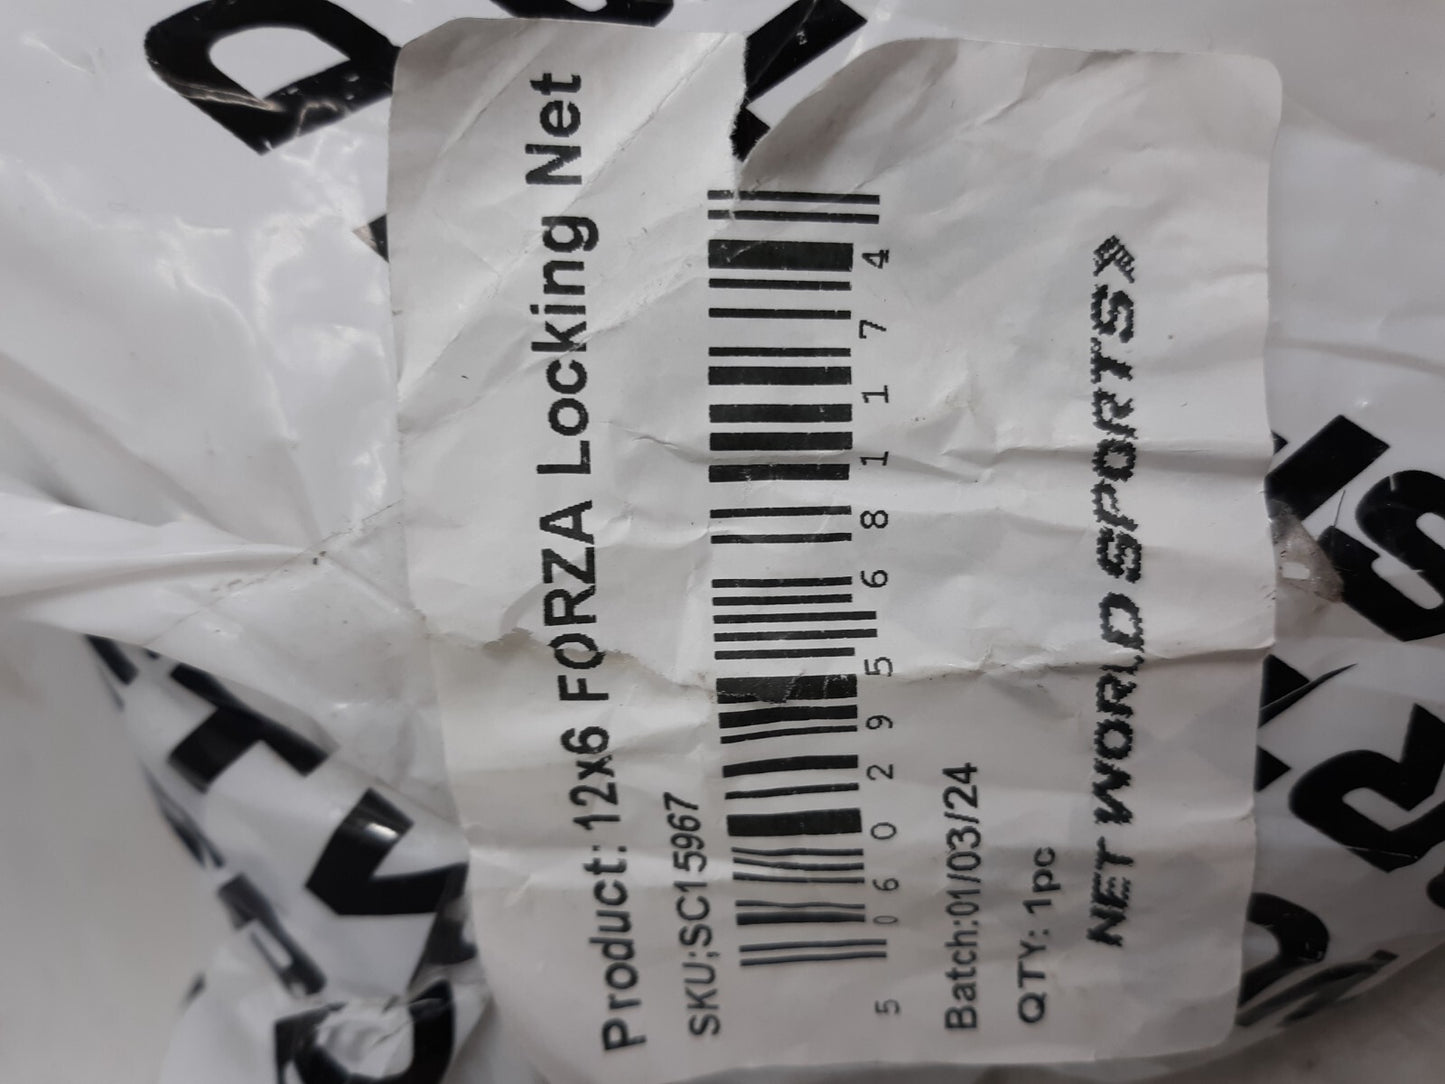 Product: 12x6 FORZA Locking Net
SKU;SC15967
5 060295 681174
Batch:01/03/24
QTY: 1pc
NET WORLD SPORTS